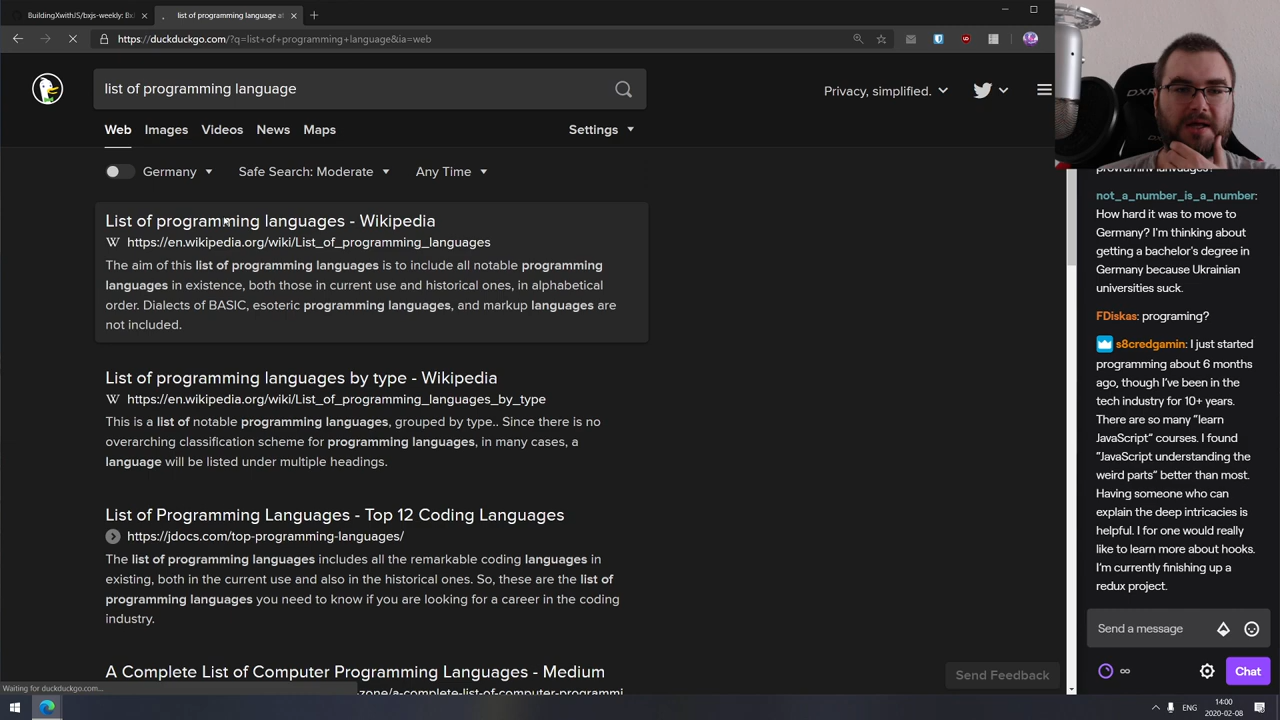 BuildingXwithJS/bxjs-weekly: Bx
list of programming language at
https://duckduckgo.com/?q=list+of+programming+language&ia=web
list of programming language
Privacy, simplified.
Web
Images
Videos
News
Maps
Settings
Germany
Safe Search: Moderate
Any Time
List of programming languages - Wikipedia
W https://en.wikipedia.org/wiki/List_of_programming_languages
The aim of this list of programming languages is to include all notable programming
languages in existence, both those in current use and historical ones, in alphabetical
order. Dialects of BASIC, esoteric programming languages, and markup languages are
not included.
List of programming languages by type - Wikipedia
W https://en.wikipedia.org/wiki/List_of_programming_languages_by_type
This is a list of notable programming languages, grouped by type.. Since there is no
overarching classification scheme for programming languages, in many cases, a
language will be listed under multiple headings.
List of Programming Languages - Top 12 Coding Languages
https://jdocs.com/top-programming-languages/
The list of programming languages includes all the remarkable coding languages in
existing, both in the current use and also in the historical ones. So, these are the list of
programming languages you need to know if you are looking for a career in the coding
industry.
A Complete List of Computer Programming Languages - Medium
zone/a-complete-list-of-computer-programmi
Send Feedback
Waiting for duckduckgo.com...
DXR
not_a_number_is_a_number:
How hard it was to move to
Germany? I'm thinking about
getting a bachelor's degree in
Germany because Ukrainian
universities suck.
FDiskas: programing?
s8credgamin: I just started
programming about 6 months
ago, though I've been in the
tech industry for 10+ years.
There are so many "learn
JavaScript" courses. I found
"JavaScript understanding the
weird parts" better than most.
Having someone who can
explain the deep intricacies is
helpful. I for one would really
like to learn more about hooks.
I'm currently finishing up a
redux project.
Send a message
∞
Chat
ENG
14:00
2020-02-08